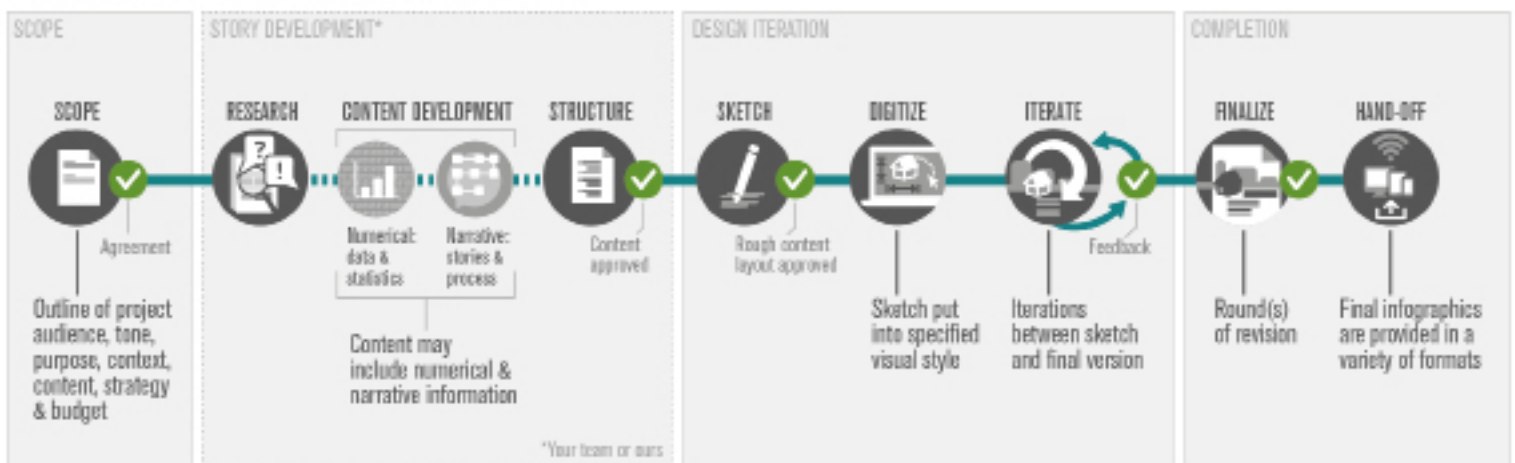 SCOPE
STORY DEVELOPMENT*
DESIGN ITERATION
COMPLETION
SCOPE
RESEARCH
CONTENT DEVELOPMENT
STRUCTURE
SKETCH
DIGITIZE
ITERATE
FINALIZE
HAND-OFF
?
!
Agreement
Numerical:
data &
statistics
Narrative:
stories &
process
Content
approved
Rough content
layout approved
Feedback
Outline of project
audience, tone,
purpose, context,
content, strategy
& budget
Content may
include numerical &
narrative information
Sketch put
into specified
visual style
Iterations
between sketch
and final version
Round(s)
of revision
Final infographics
are provided in a
variety of formats
*Your team or ours